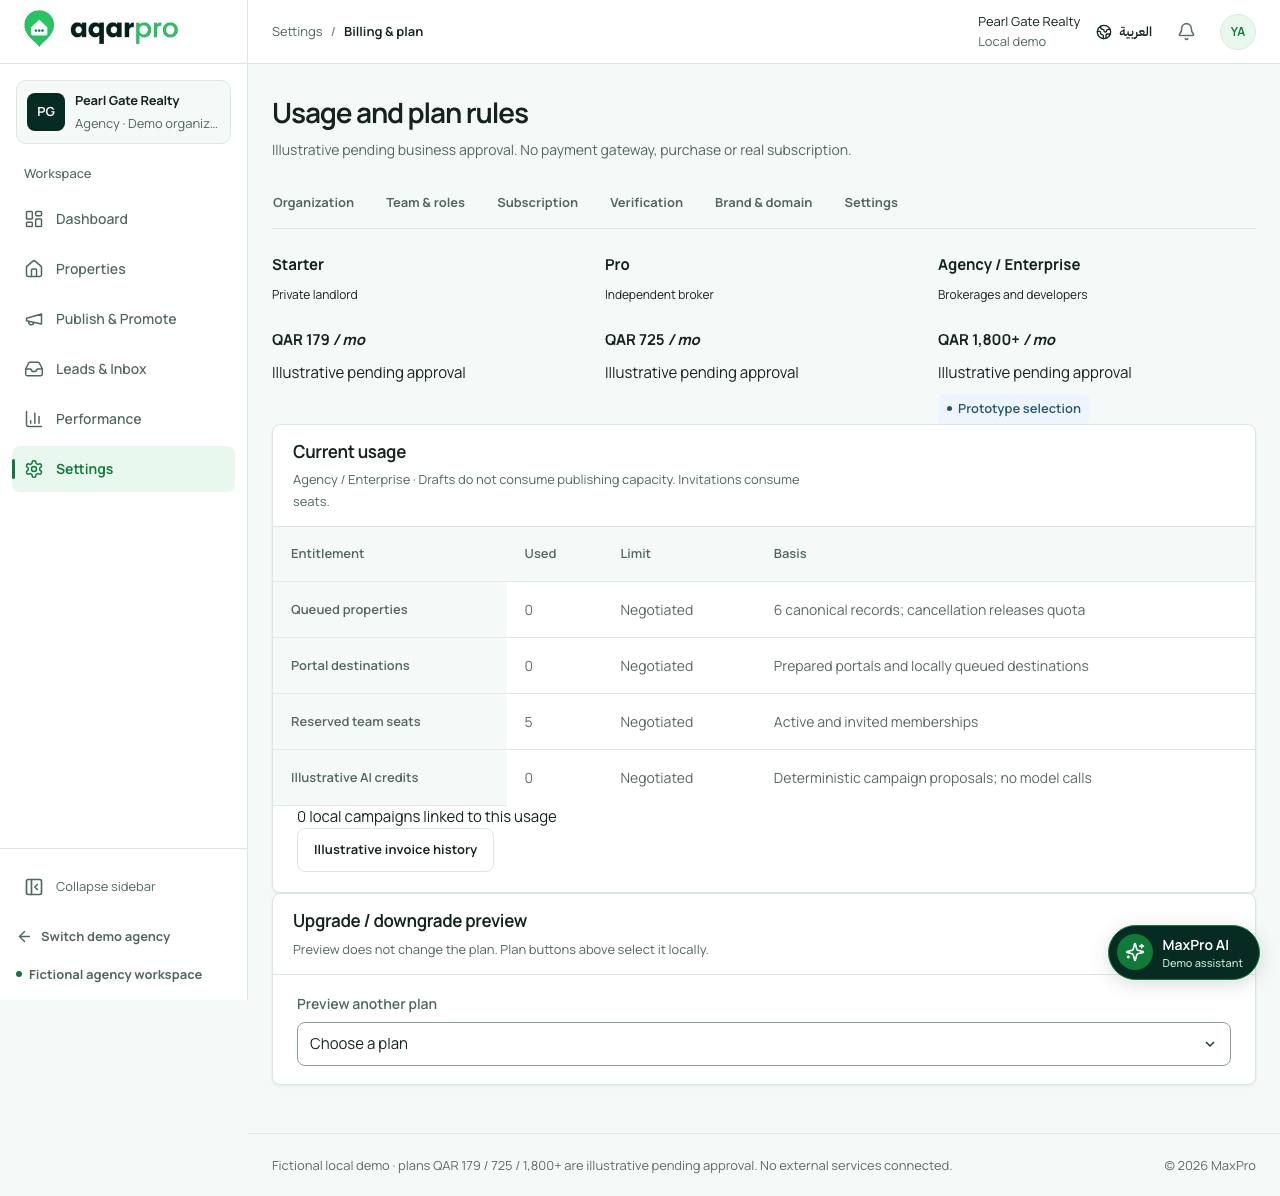 aqarpro
Settings / Billing & plan
Pearl Gate Realty
Local demo
العربية
YA
PG
Pearl Gate Realty
Agency · Demo organiz...
Workspace
Dashboard
Properties
Publish & Promote
Leads & Inbox
Performance
Settings
Collapse sidebar
Switch demo agency
Fictional agency workspace
Usage and plan rules
Illustrative pending business approval. No payment gateway, purchase or real subscription.
Organization Team & roles Subscription Verification Brand & domain Settings
Starter
Private landlord
QAR 179 / mo
Illustrative pending approval
Pro
Independent broker
QAR 725 / mo
Illustrative pending approval
Agency / Enterprise
Brokerages and developers
QAR 1,800+ / mo
Illustrative pending approval
Prototype selection
Current usage
Agency / Enterprise · Drafts do not consume publishing capacity. Invitations consume
seats.
Entitlement Used Limit Basis
Queued properties 0 Negotiated 6 canonical records; cancellation releases quota
Portal destinations 0 Negotiated Prepared portals and locally queued destinations
Reserved team seats 5 Negotiated Active and invited memberships
Illustrative AI credits 0 Negotiated Deterministic campaign proposals; no model calls
0 local campaigns linked to this usage
Illustrative invoice history
Upgrade / downgrade preview
Preview does not change the plan. Plan buttons above select it locally.
MaxPro AI
Demo assistant
Preview another plan
Choose a plan
Fictional local demo · plans QAR 179 / 725 / 1,800+ are illustrative pending approval. No external services connected.
© 2026 MaxPro